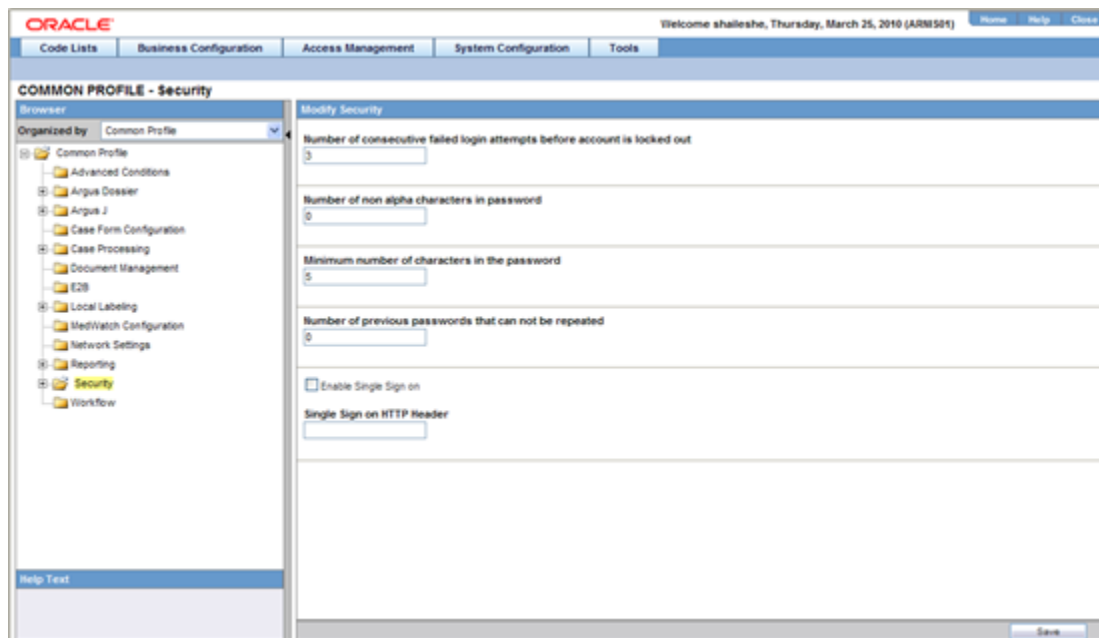 ORACLE
Welcome shaileshe, Thursday, March 25, 2010 (ARNIS01)
Home Help Close
Code Lists Business Configuration Access Management System Configuration Tools
COMMON PROFILE - Security
Browser
Organized by Common Profile
Common Profile
Advanced Conditions
Argus Dossier
Argus J
Case Form Configuration
Case Processing
Document Management
E2B
Local Labeling
MedWatch Configuration
Network Settings
Reporting
Security
Workflow
Help Text
Modify Security
Number of consecutive failed login attempts before account is locked out
3
Number of non alpha characters in password
0
Minimum number of characters in the password
5
Number of previous passwords that can not be repeated
0
Enable Single Sign on
Single Sign on HTTP Header
Save